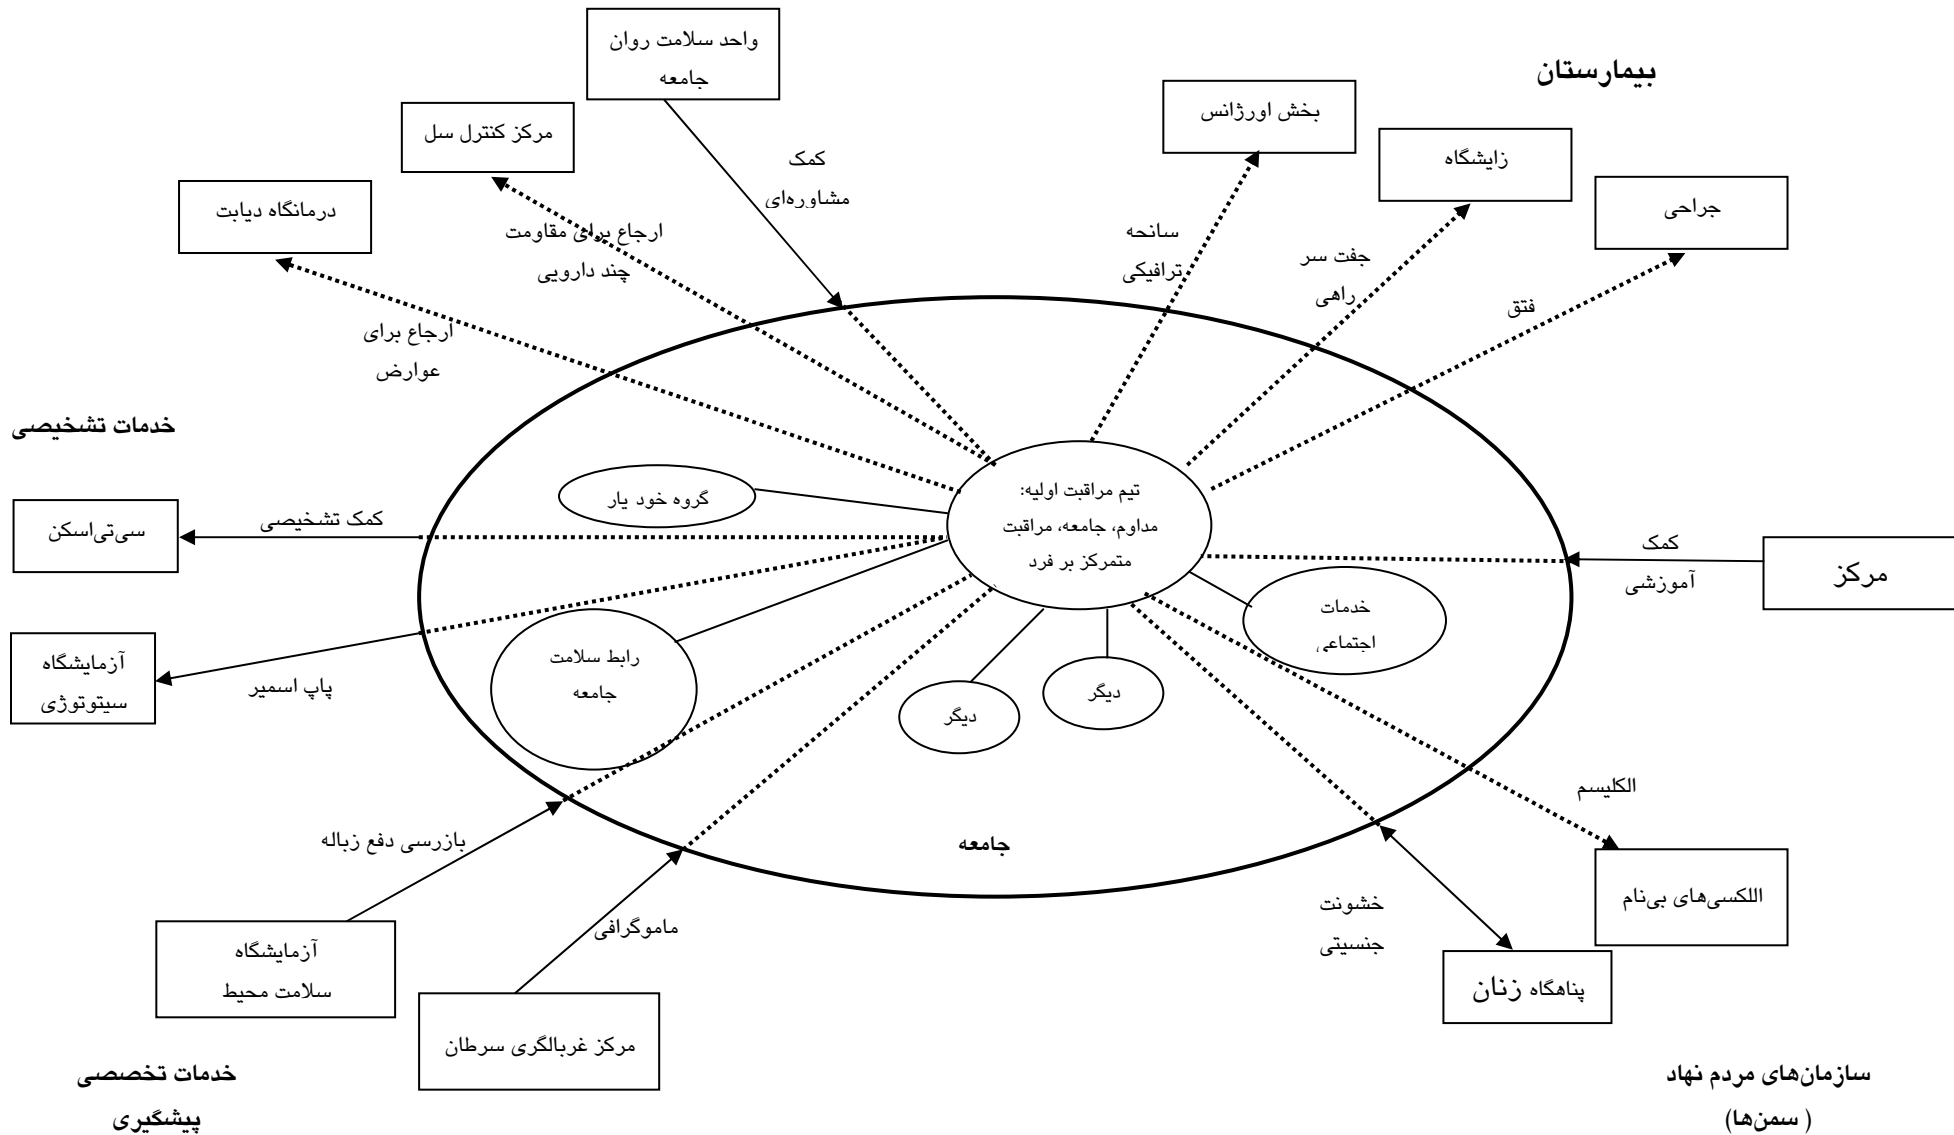 واحد سلامت روان
جامعه
بیمارستان
بخش اورژانس
مرکز کنترل سل
زایشگاه
درمانگاه دیابت
جراحی
کمک
مشاوره‌ای
ارجاع برای مقاومت
چند دارویی
سانحه
ترافیکی
جفت سر
راهی
فتق
ارجاع برای
عوارض
خدمات تشخیصی
سی‌تی‌اسکن
کمک تشخیصی
گروه خود یار
تیم مراقبت اولیه:
مداوم، جامعه، مراقبت
متمرکز بر فرد
کمک
آموزشی
مرکز
خدمات
اجتماعی
آزمایشگاه
سیتوتوژی
پاپ اسمیر
رابط سلامت
جامعه
دیگر
دیگر
الکلیسم
بازرسی دفع زباله
جامعه
اللکسی‌های بی‌نام
خشونت
جنسیتی
ماموگرافی
آزمایشگاه
سلامت محیط
پناهگاه زنان
مرکز غربالگری سرطان
خدمات تخصصی
پیشگیری
سازمان‌های مردم نهاد
( سمن‌ها)